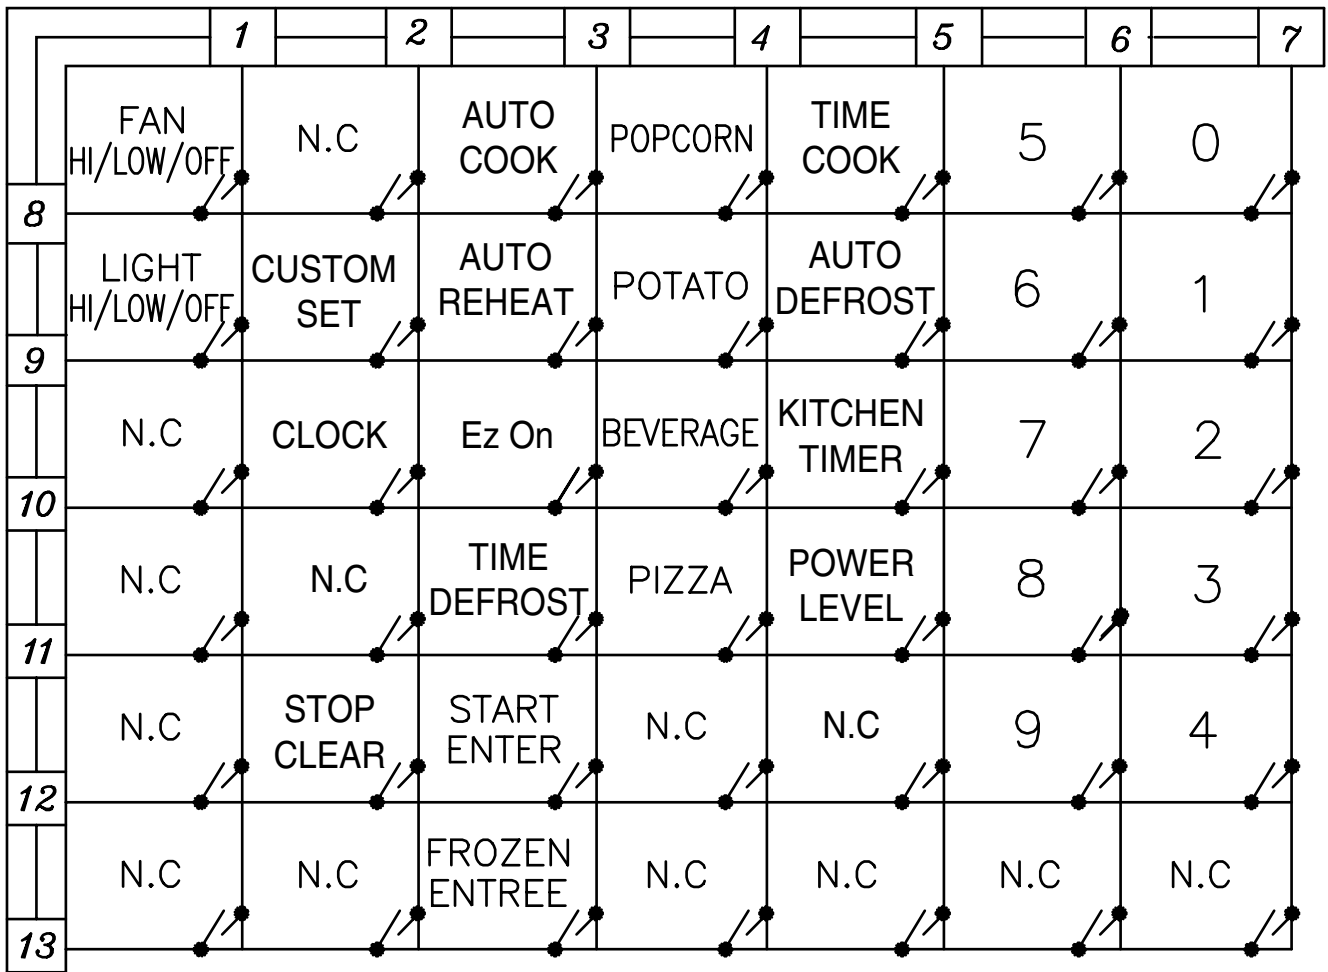 1 2 3 4 5 6 7
FAN
HI/LOW/OFF
N.C
AUTO
COOK
POPCORN
TIME
COOK
5
0
8
LIGHT
HI/LOW/OFF
CUSTOM
SET
AUTO
REHEAT
POTATO
AUTO
DEFROST
6
1
9
N.C
CLOCK
Ez On
BEVERAGE
KITCHEN
TIMER
7
2
10
N.C
N.C
TIME
DEFROST
PIZZA
POWER
LEVEL
8
3
11
N.C
STOP
CLEAR
START
ENTER
N.C
N.C
9
4
12
N.C
N.C
FROZEN
ENTREE
N.C
N.C
N.C
N.C
13